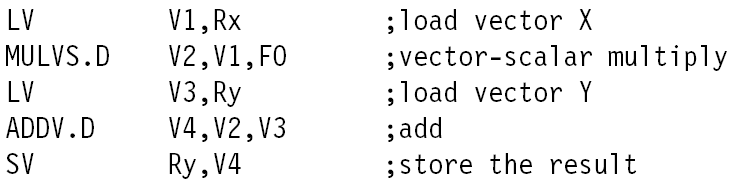 LV V1,Rx ;load vector X
MULVS.D V2,V1,F0 ;vector-scalar multiply
LV V3,Ry ;load vector Y
ADDV.D V4,V2,V3 ;add
SV Ry,V4 ;store the result